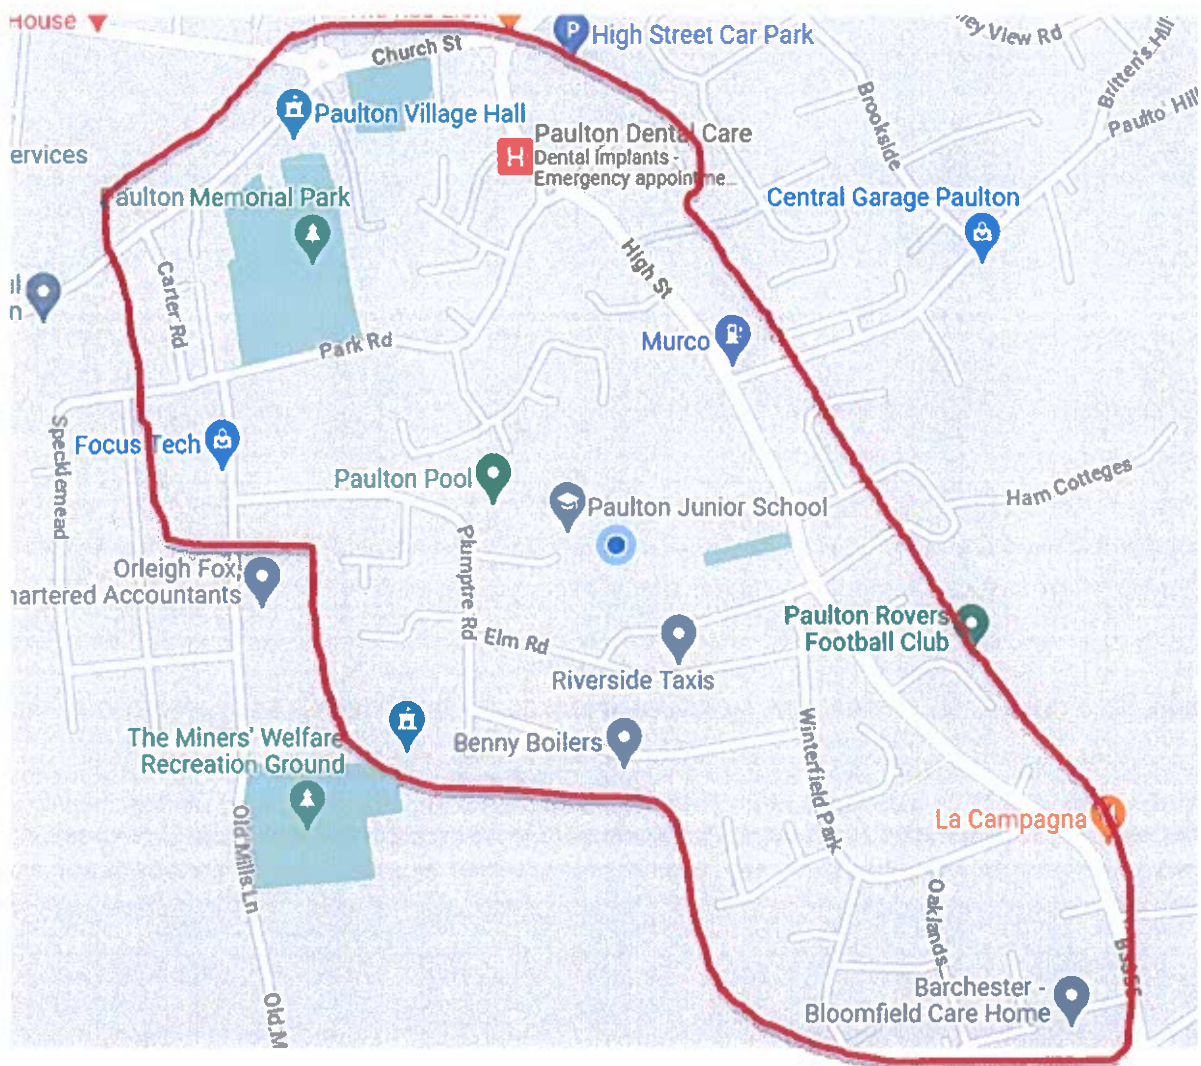 House
Church St
High Street Car Park
ey View Rd
Britten's Hill
Paulto Hill
Brookside
Paulton Village Hall
Paulton Dental Care
Dental Implants -
Emergency appointme...
ervices
Paulton Memorial Park
Central Garage Paulton
High St
Carter Rd
Park Rd
Murco
Specklemead
Focus Tech
Paulton Pool
Paulton Junior School
Ham Cotteges
Plumptre Rd
Orleigh Fox,
hartered Accountants
Elm Rd
Paulton Rovers
Football Club
Riverside Taxis
The Miners' Welfare
Recreation Ground
Benny Boilers
Winterfield Park
La Campagna
Old Mills Ln
Oaklands
B3355
Barchester -
Bloomfield Care Home
Old M